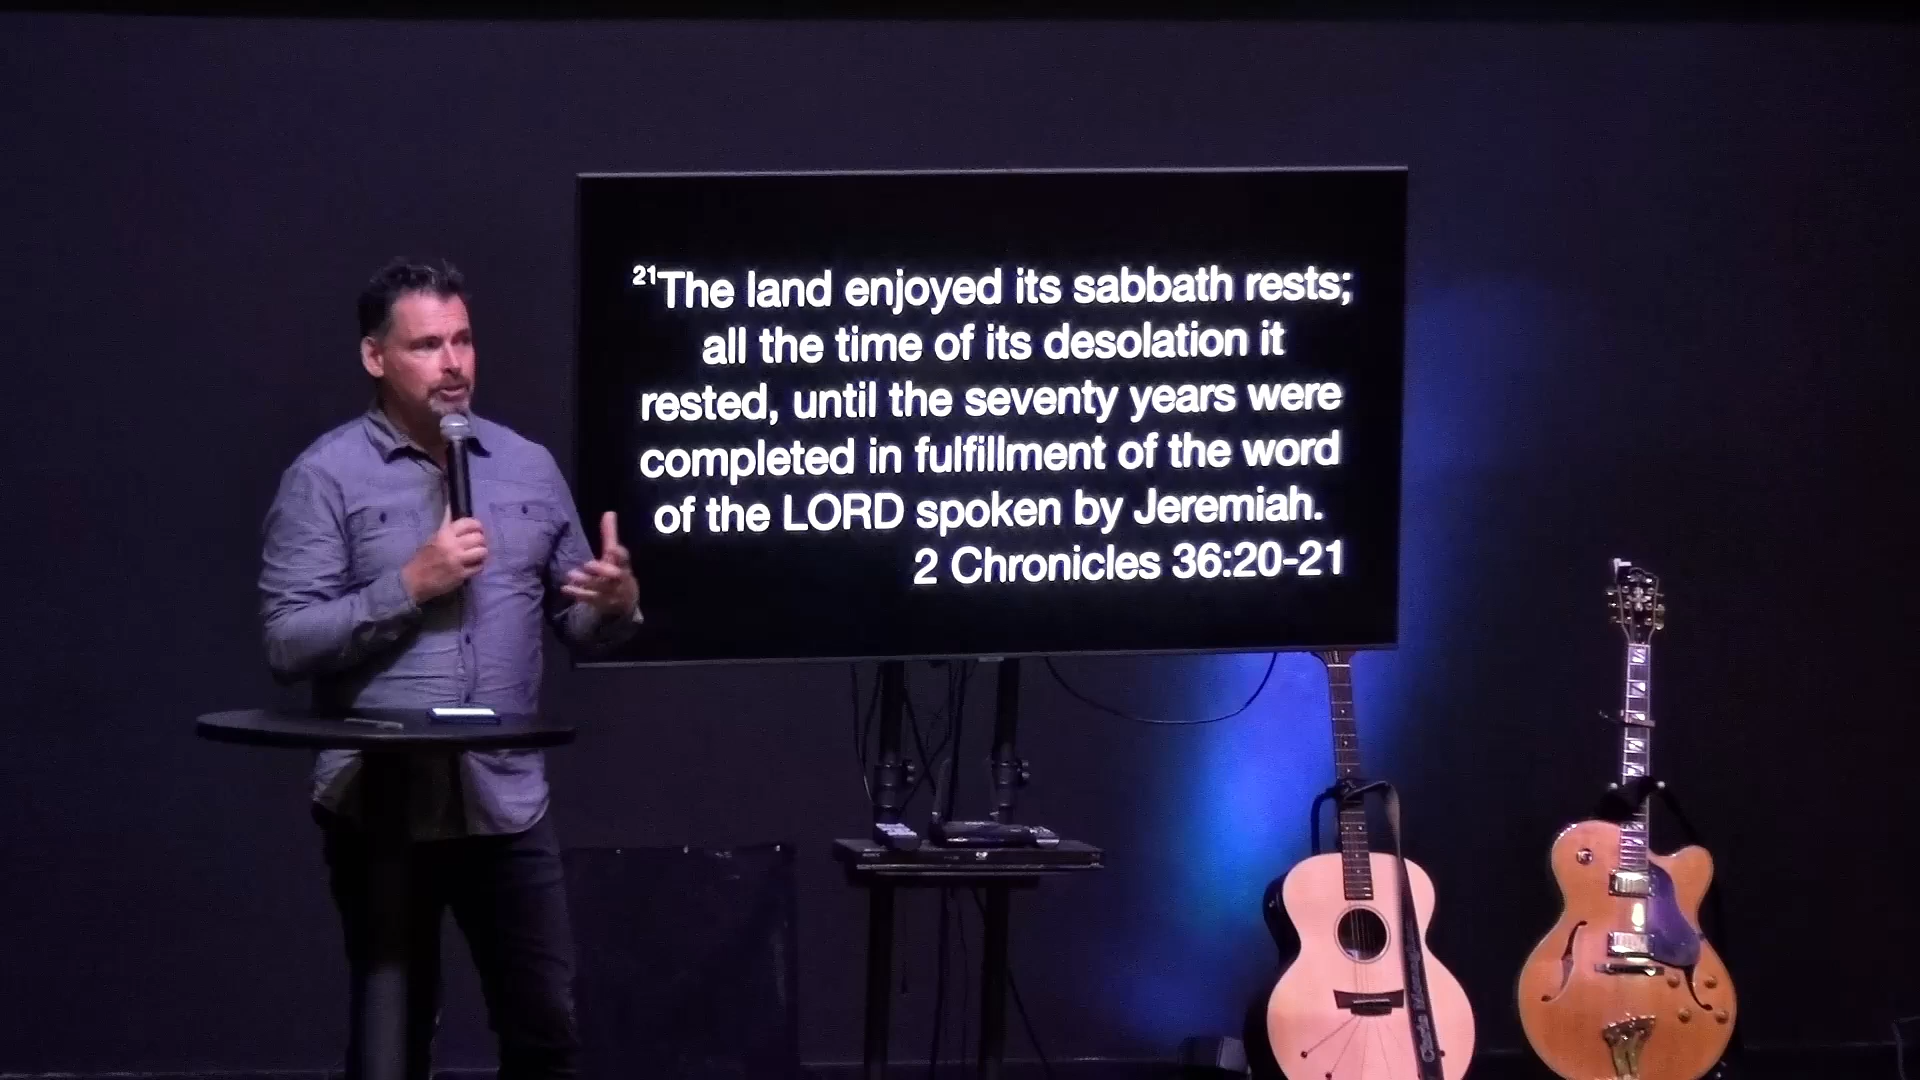 ²¹The land enjoyed its sabbath rests;
all the time of its desolation it
rested, until the seventy years were
completed in fulfillment of the word
of the LORD spoken by Jeremiah.
2 Chronicles 36:20-21